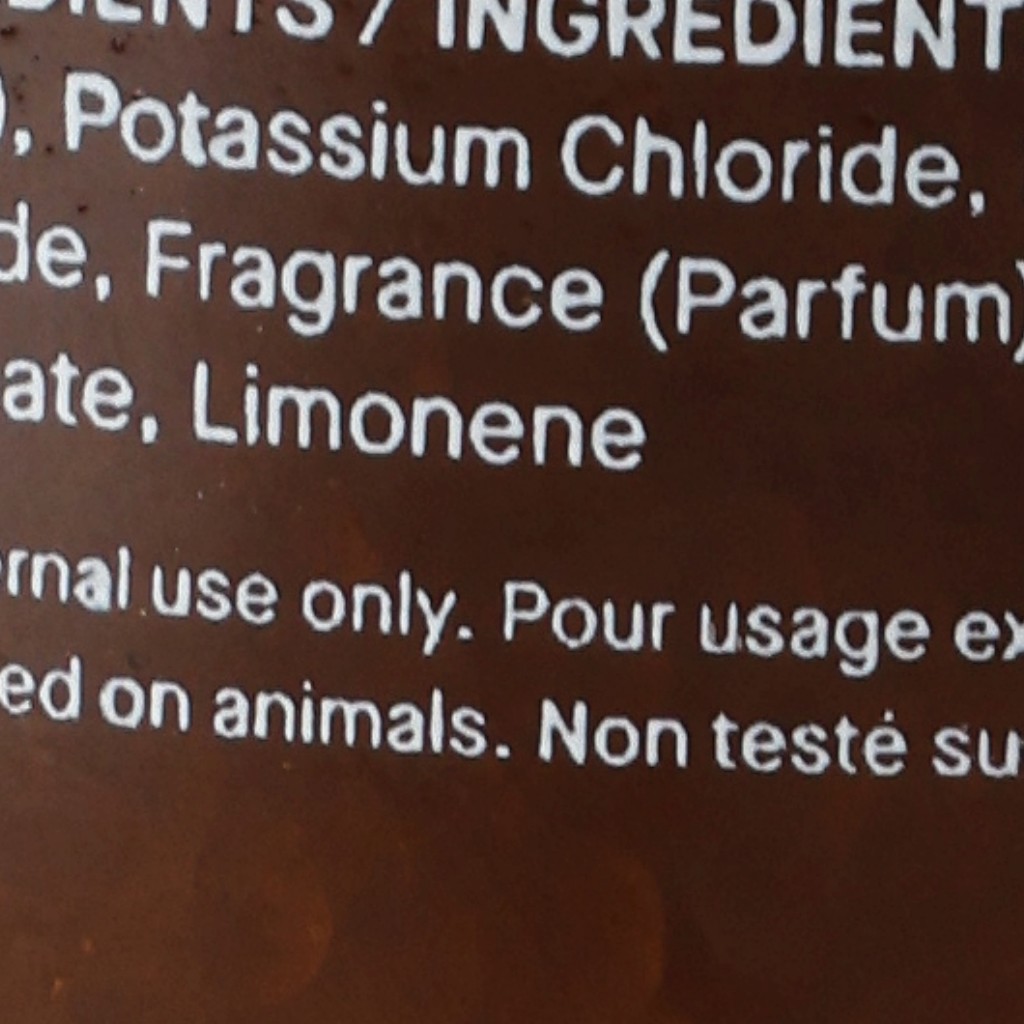 DIENTS / INGREDIENT
), Potassium Chloride,
de, Fragrance (Parfum)
ate, Limonene
ernal use only. Pour usage ex
ed on animals. Non testé su